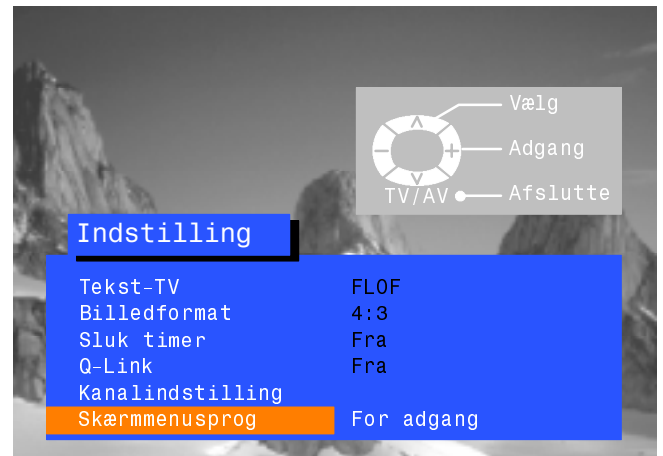 Vælg
Adgang
TV/AV Afslutte
Indstilling
Tekst-TV FLOF
Billedformat 4:3
Sluk timer Fra
Q-Link Fra
Kanalindstilling
Skærmmenusprog For adgang